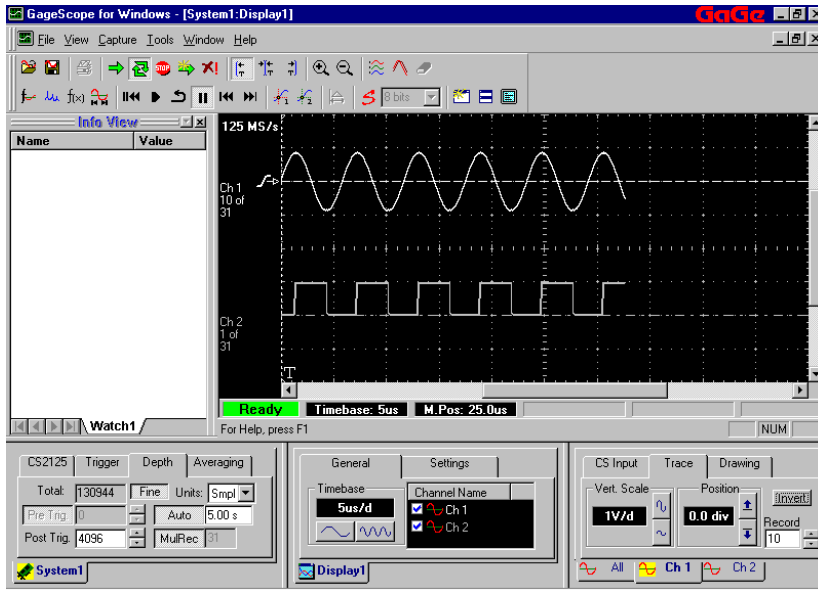 GageScope for Windows - [System1:Display1]
GaGe
File View Capture Tools Window Help
8 bits
Info View
Name Value
125 MS/s
Ch 1
10 of
31
Ch 2
1 of
31
T
Ready Timebase: 5us M.Pos: 25.0us
Watch1
For Help, press F1
NUM
CS2125 Trigger Depth Averaging
Total: 130944 Fine Units: Smpl
Pre Trig 0 Auto 5.00 s
Post Trig. 4096 MulRec 31
System1
General Settings
Timebase
5us/d
Channel Name
Ch 1
Ch 2
Display1
CS Input Trace Drawing
Vert. Scale
1V/d
Position
0.0 div
Invert
Record
10
All Ch 1 Ch 2